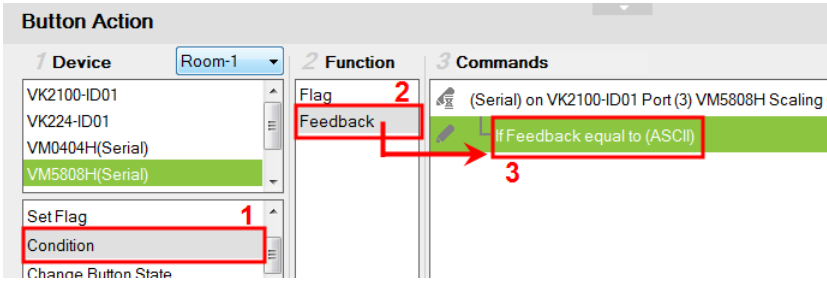 Button Action
1 Device
Room-1
2 Function
3 Commands
VK2100-ID01
VK224-ID01
VM0404H(Serial)
VM5808H(Serial)
Set Flag
1
Condition
Change Button State
Flag
2
Feedback
(Serial) on VK2100-ID01 Port (3) VM5808H Scaling
If Feedback equal to (ASCII)
3